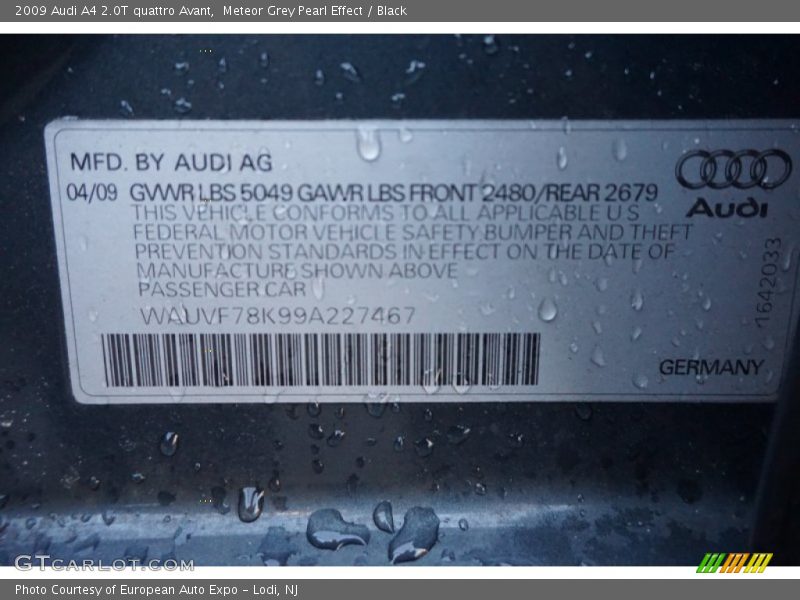 2009 Audi A4 2.0T quattro Avant,  Meteor Grey Pearl Effect / Black
MFD. BY AUDI AG
04/09 GVWR LBS 5049 GAWR LBS FRONT 2480/REAR 2679
THIS VEHICLE CONFORMS TO ALL APPLICABLE U S
FEDERAL MOTOR VEHICLE SAFETY BUMPER AND THEFT
PREVENTION STANDARDS IN EFFECT ON THE DATE OF
MANUFACTURE SHOWN ABOVE
PASSENGER CAR
WAUVF78K99A227467
Audi
1642033
GERMANY
GTCARLOT.COM
Photo Courtesy of European Auto Expo - Lodi, NJ